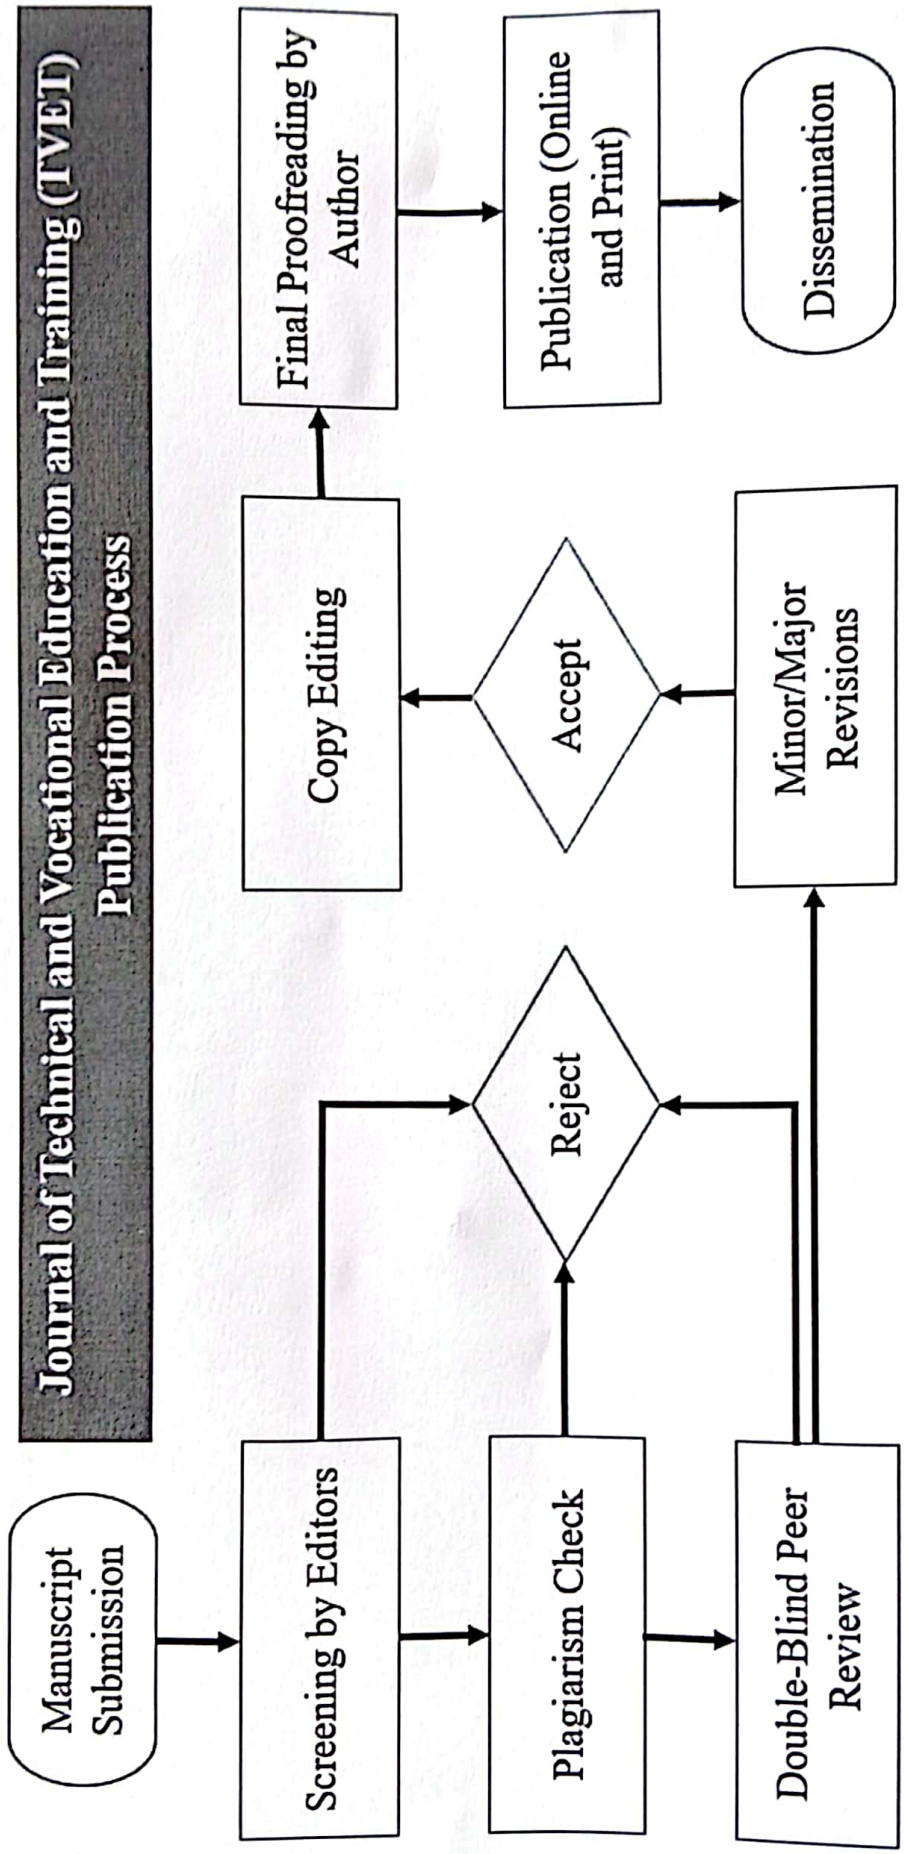 Journal of Technical and Vocational Education and Training (TVET)
Publication Process
Manuscript
Submission
Screening by Editors
Plagiarism Check
Double-Blind Peer
Review
Reject
Minor/Major
Revisions
Accept
Copy Editing
Final Proofreading by
Author
Publication (Online
and Print)
Dissemination